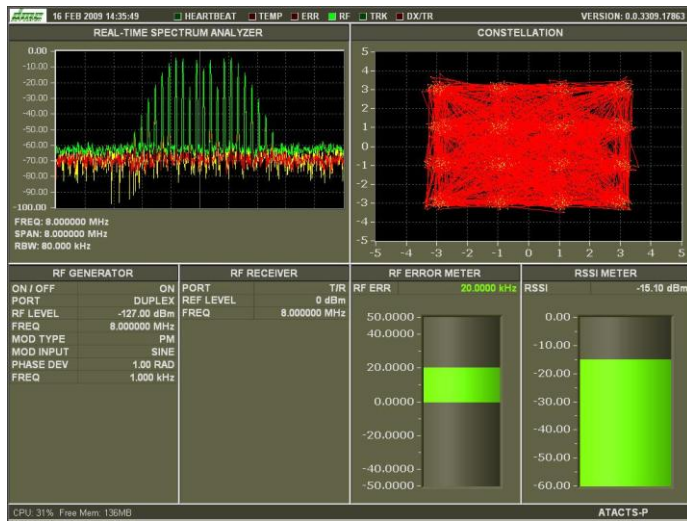 dmc 16 FEB 2009 14:35:49 HEARTBEAT TEMP ERR RF TRK DX/TR VERSION: 0.0.3309.17863
REAL-TIME SPECTRUM ANALYZER
0.00
-10.00
-20.00
-30.00
-40.00
-50.00
-60.00
-70.00
-80.00
-90.00
-100.00
FREQ: 8.000000 MHz
SPAN: 8.000000 MHz
RBW: 80.000 kHz
CONSTELLATION
5
4
3
2
1
0
-1
-2
-3
-4
-5
-5 -4 -3 -2 -1 0 1 2 3 4 5
RF GENERATOR
ON / OFF ON
PORT DUPLEX
RF LEVEL -127.00 dBm
FREQ 8.000000 MHz
MOD TYPE PM
MOD INPUT SINE
PHASE DEV 1.00 RAD
FREQ 1.000 kHz
RF RECEIVER
PORT T/R
REF LEVEL 0 dBm
FREQ 8.000000 MHz
RF ERROR METER
RF ERR 20.0000 kHz
50.0000
40.0000
20.0000
0.0000
-20.0000
-40.0000
-50.0000
RSSI METER
RSSI -15.10 dBm
0.00
-10.00
-20.00
-30.00
-40.00
-50.00
-60.00
CPU: 31% Free Mem: 136MB ATACTS-P